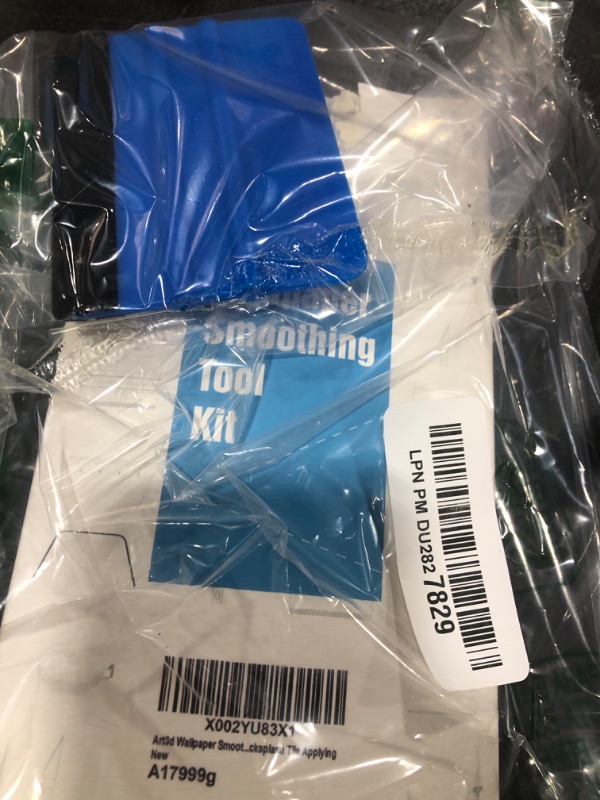 Smoothing
Tool
Kit
LPN PM DU282 7829
X002YU83X1
Art3d Wallpaper Smoot...cksplash Tile Applying
New
A17999g